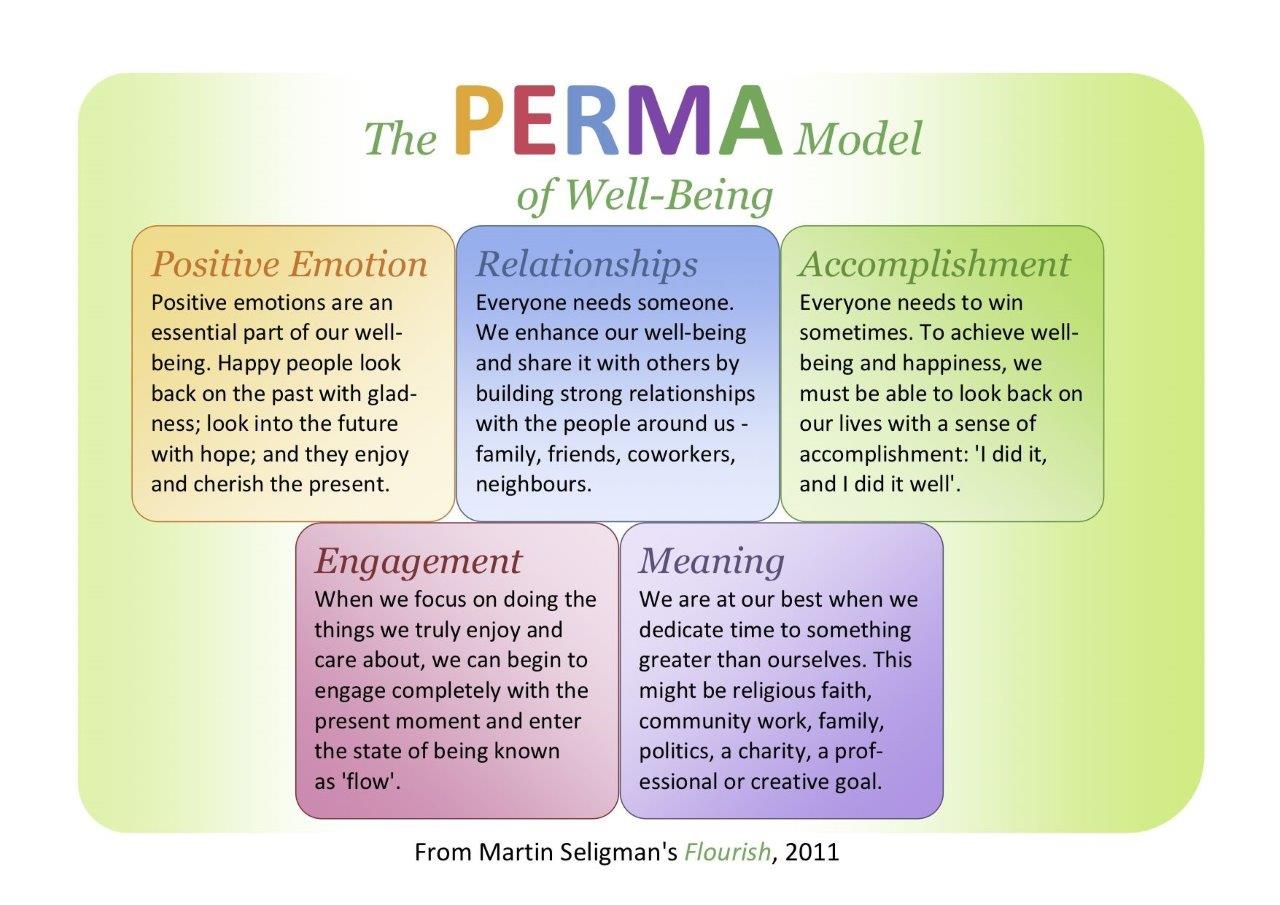 The PERMA Model
of Well-Being
Positive Emotion
Positive emotions are an
essential part of our well-
being. Happy people look
back on the past with glad-
ness; look into the future
with hope; and they enjoy
and cherish the present.
Relationships
Everyone needs someone.
We enhance our well-being
and share it with others by
building strong relationships
with the people around us -
family, friends, coworkers,
neighbours.
Accomplishment
Everyone needs to win
sometimes. To achieve well-
being and happiness, we
must be able to look back on
our lives with a sense of
accomplishment: 'I did it,
and I did it well'.
Engagement
When we focus on doing the
things we truly enjoy and
care about, we can begin to
engage completely with the
present moment and enter
the state of being known
as 'flow'.
Meaning
We are at our best when we
dedicate time to something
greater than ourselves. This
might be religious faith,
community work, family,
politics, a charity, a prof-
essional or creative goal.
From Martin Seligman's Flourish, 2011